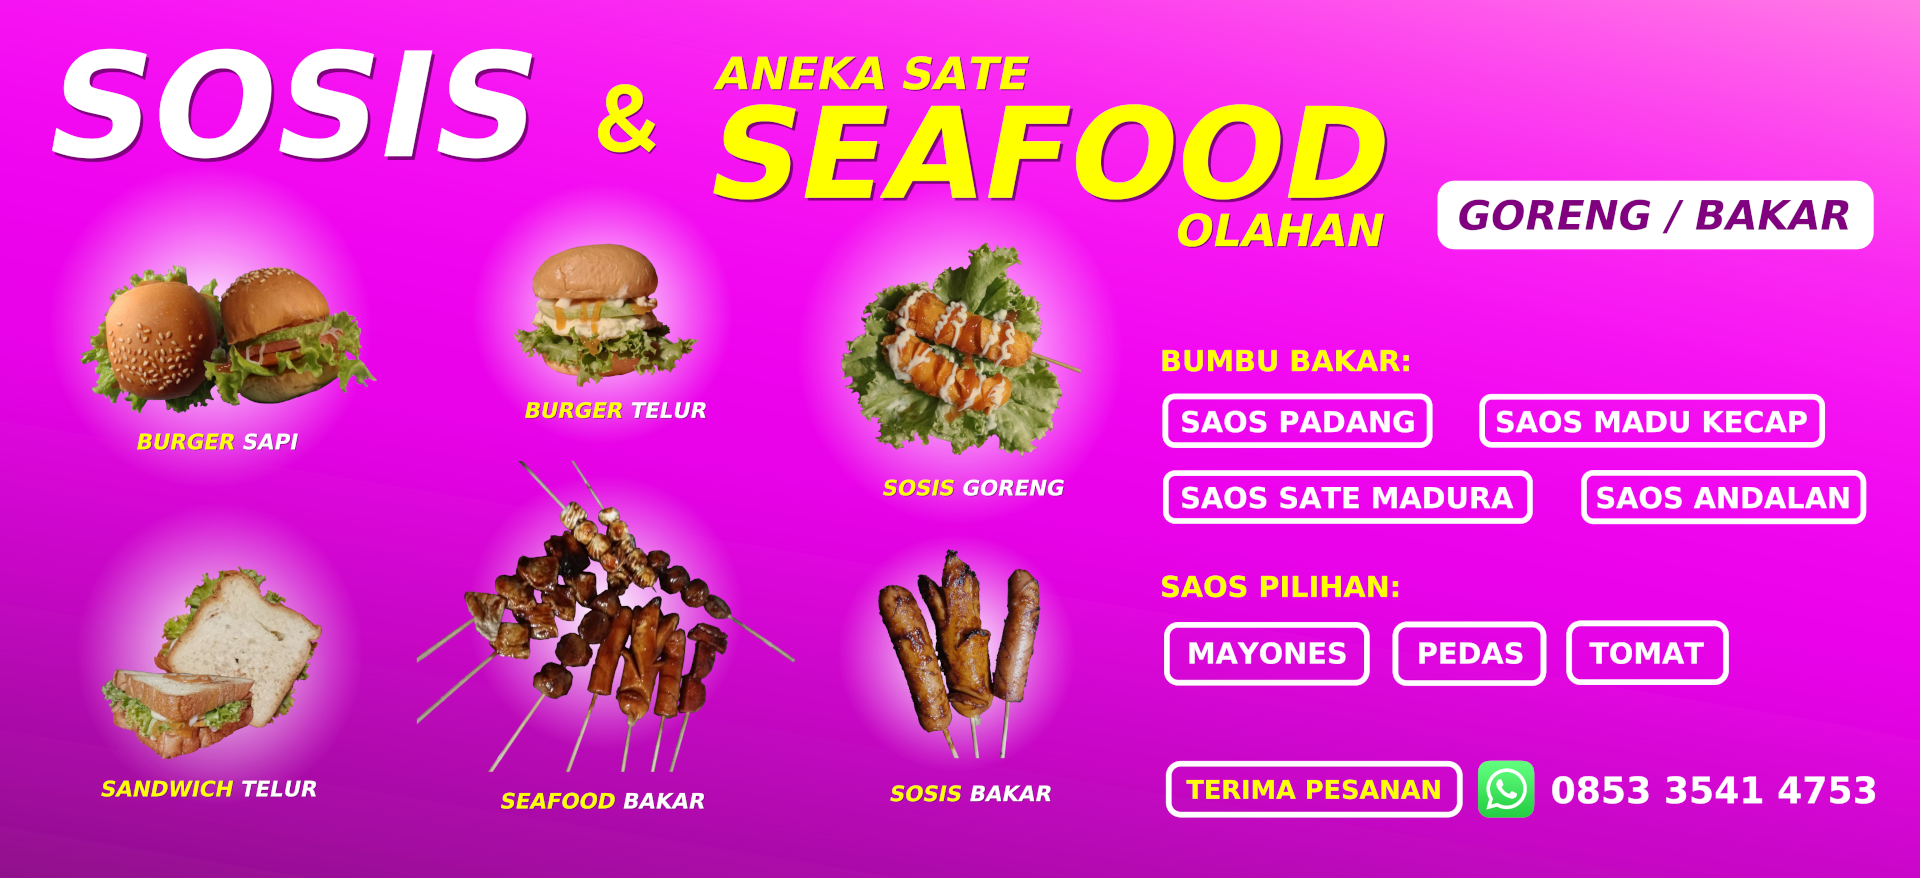 SOSIS
&
ANEKA SATE
SEAFOOD
OLAHAN
GORENG / BAKAR
BURGER SAPI
BURGER TELUR
SOSIS GORENG
SANDWICH TELUR
SEAFOOD BAKAR
SOSIS BAKAR
BUMBU BAKAR:
SAOS PADANG
SAOS MADU KECAP
SAOS SATE MADURA
SAOS ANDALAN
SAOS PILIHAN:
MAYONES
PEDAS
TOMAT
TERIMA PESANAN
0853 3541 4753